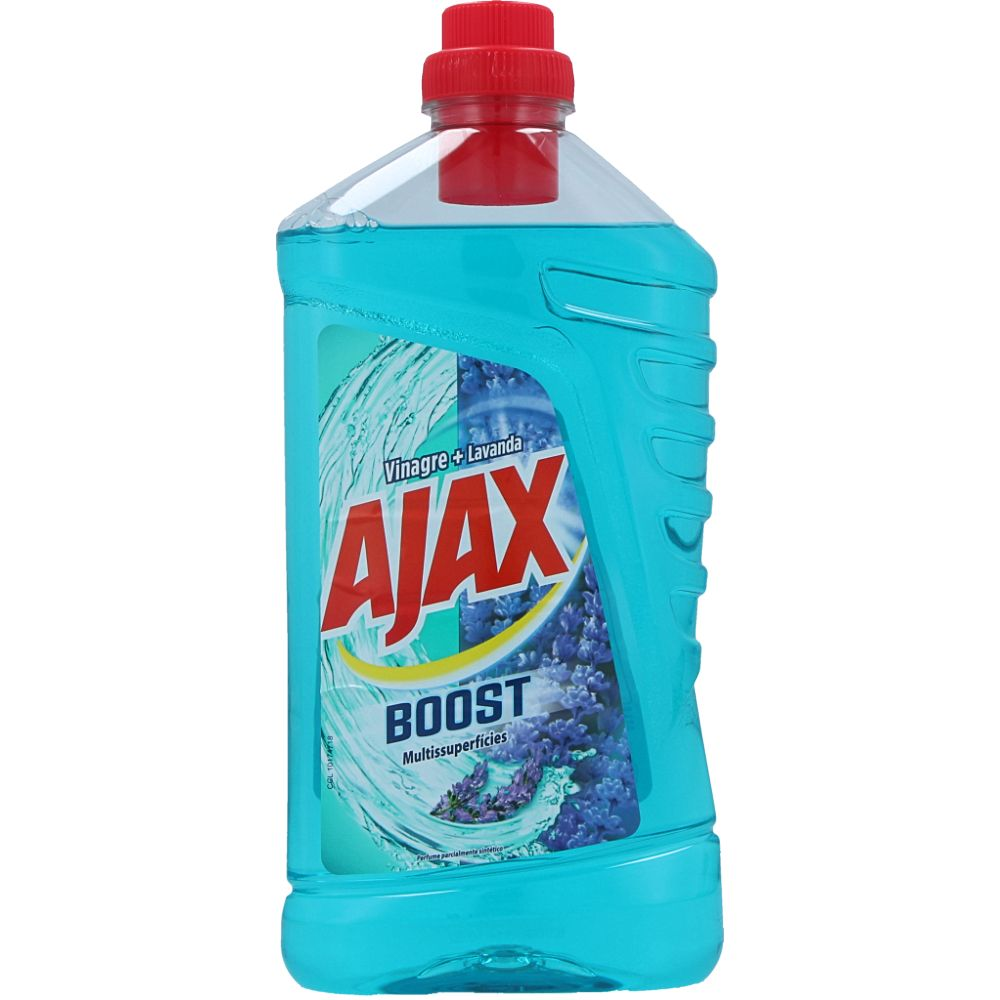 Vinagre + Lavanda
AJAX
BOOST
Multissuperfícies
Perfume parcialmente sintético